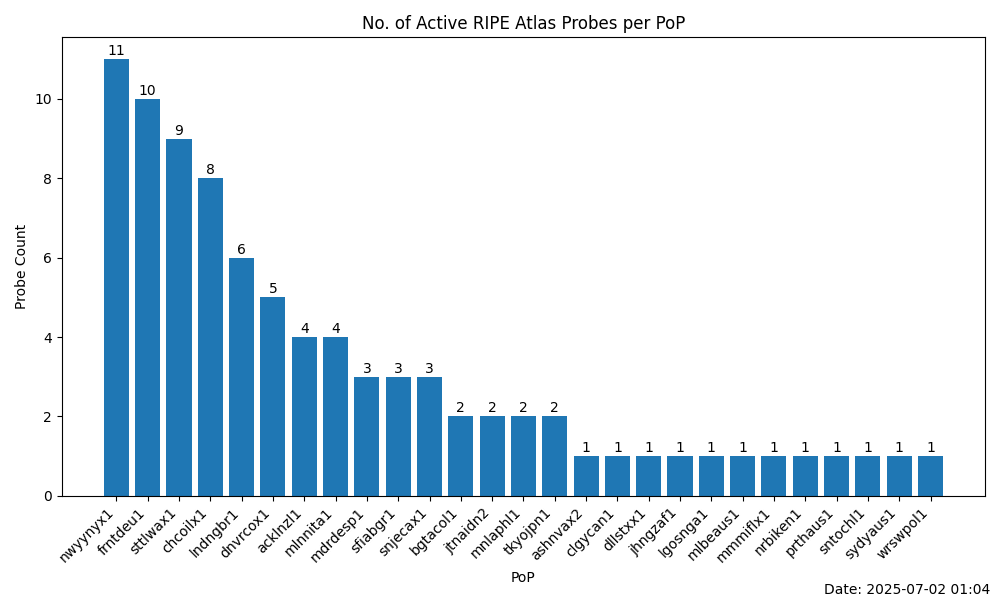 No. of Active RIPE Atlas Probes per PoP
Probe Count
10
8
6
4
2
0
11
10
9
8
6
5
4
4
3
3
3
2
2
2
2
1
1
1
1
1
1
1
1
1
1
1
1
nwyynyx1
frntdeu1
sttlwax1
chcoilx1
lndngbr1
dnvrcox1
acklnzl1
mlnnita1
mdrdesp1
sfiabgr1
snjecax1
bgtacol1
jtnaidn2
mnlaphl1
tkyojpn1
ashnvax2
clgycan1
dllstxx1
jhngzaf1
lgosnga1
mlbeaus1
mmmiflx1
nrbiken1
prthaus1
sntochl1
sydyaus1
wrswpol1
PoP
Date: 2025-07-02 01:04